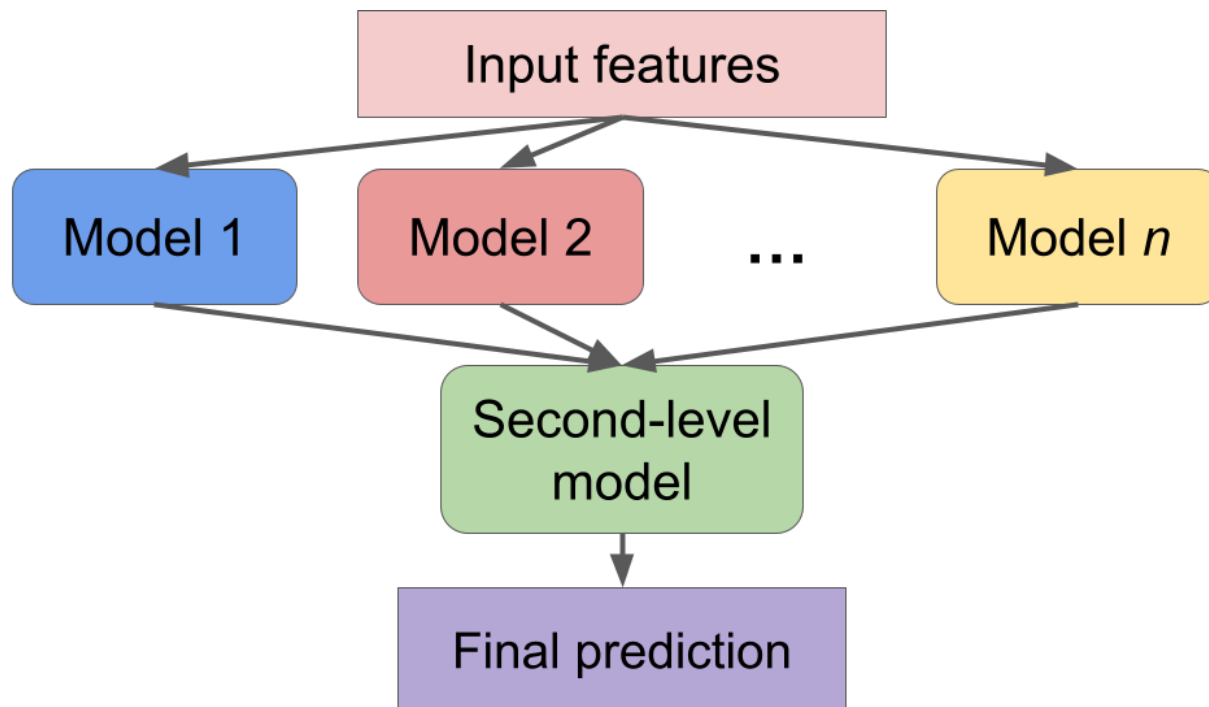 Input features
Model 1
Model 2
...
Model n
Second-level
model
Final prediction